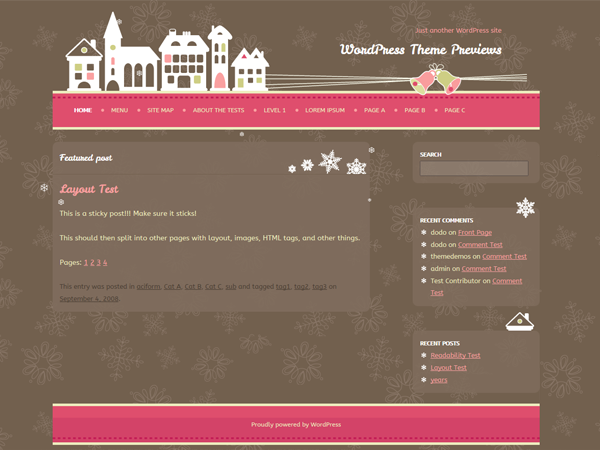 Just another WordPress site
WordPress Theme Previews
HOME MENU SITE MAP ABOUT THE TESTS LEVEL 1 LOREM IPSUM PAGE A PAGE B PAGE C
Featured post
Layout Test
This is a sticky post!!! Make sure it sticks!
This should then split into other pages with layout, images, HTML tags, and other things.
Pages: 1 2 3 4
This entry was posted in aciform, Cat A, Cat B, Cat C, sub and tagged tag1, tag2, tag3 on
September 4, 2008.
SEARCH
RECENT COMMENTS
dodo on Front Page
dodo on Comment Test
themedemos on Comment Test
admin on Comment Test
Test Contributor on Comment
Test
RECENT POSTS
Readability Test
Layout Test
years
Proudly powered by WordPress